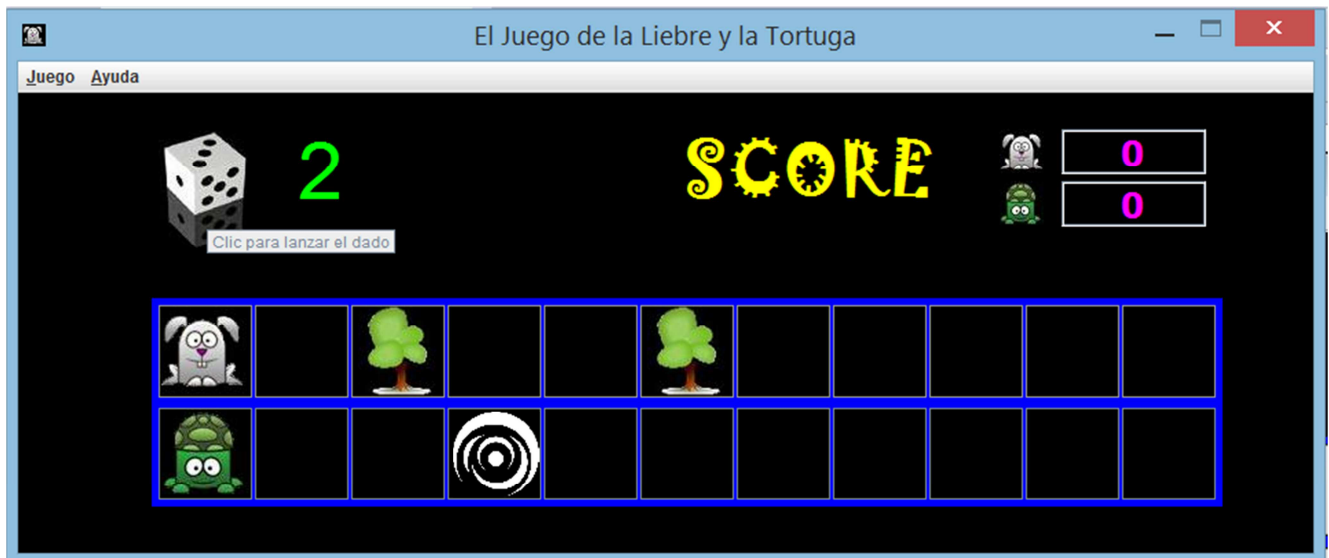 El Juego de la Liebre y la Tortuga
Juego Ayuda
2
SCORE
0
0
Clic para lanzar el dado